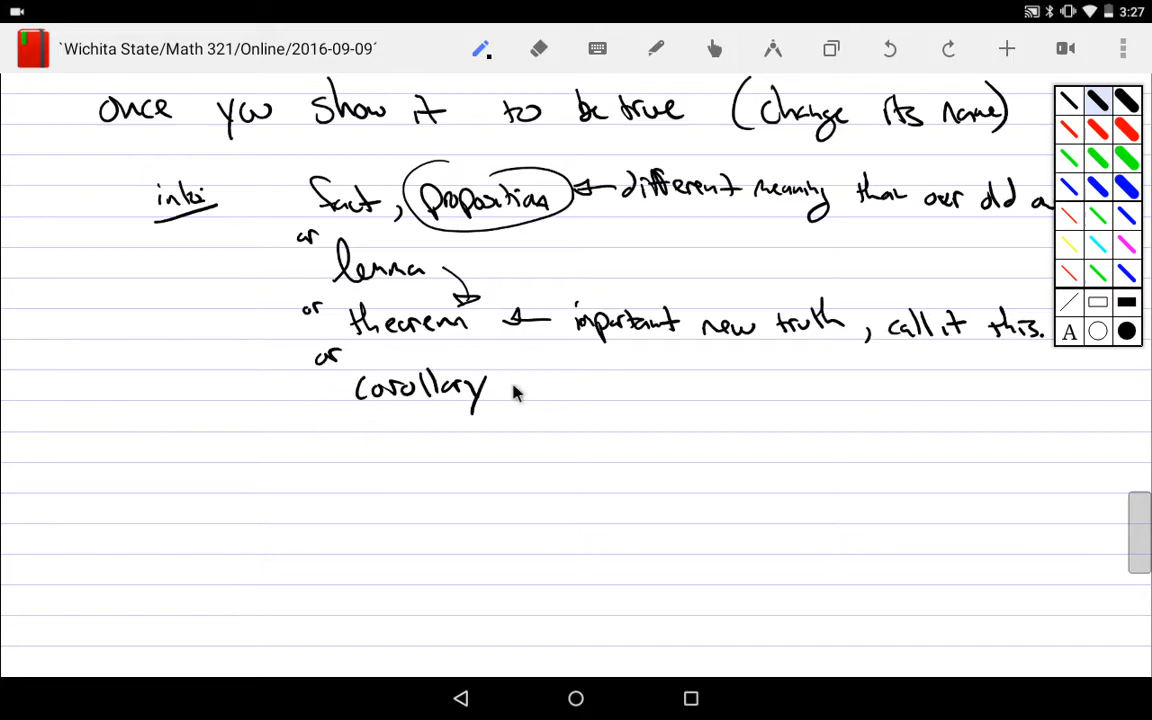 3:27
`Wichita State/Math 321/Online/2016-09-09´
once you show it to be true (change its name)
into fact, proposition ← different meaning than our old
or
lemma
or theorem ← important new truth, call it this.
or
corollary
A